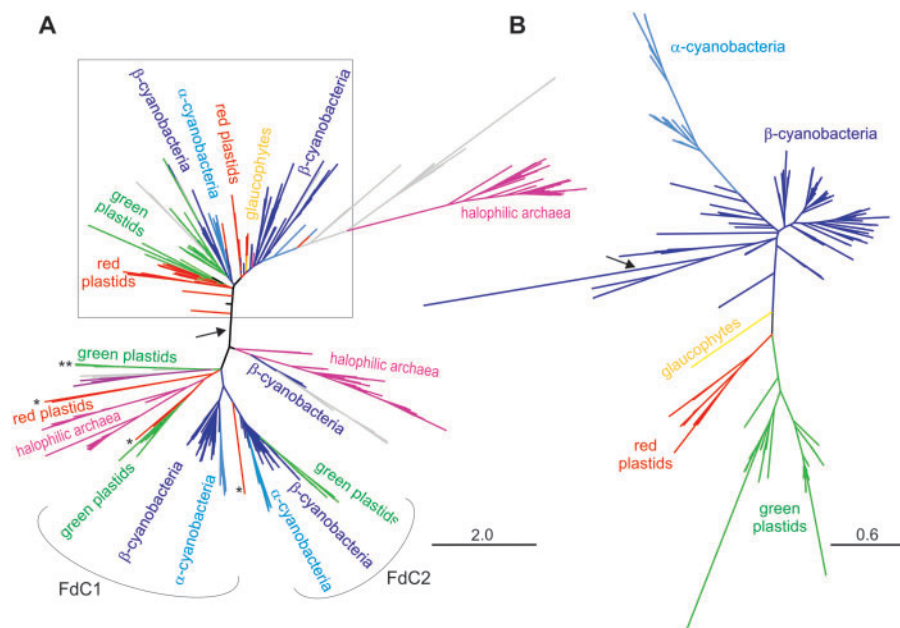 A
B
β-cyanobacteria
α-cyanobacteria
red plastids
glaucophytes
β-cyanobacteria
green
plastids
red
plastids
halophilic archaea
**
green plastids
*
red plastids
halophilic archaea
*
green plastids
β-cyanobacteria
α-cyanobacteria
FdC1
halophilic archaea
β-cyanobacteria
*
green plastids
β-cyanobacteria
α-cyanobacteria
FdC2
2.0
α-cyanobacteria
β-cyanobacteria
glaucophytes
red
plastids
green
plastids
0.6